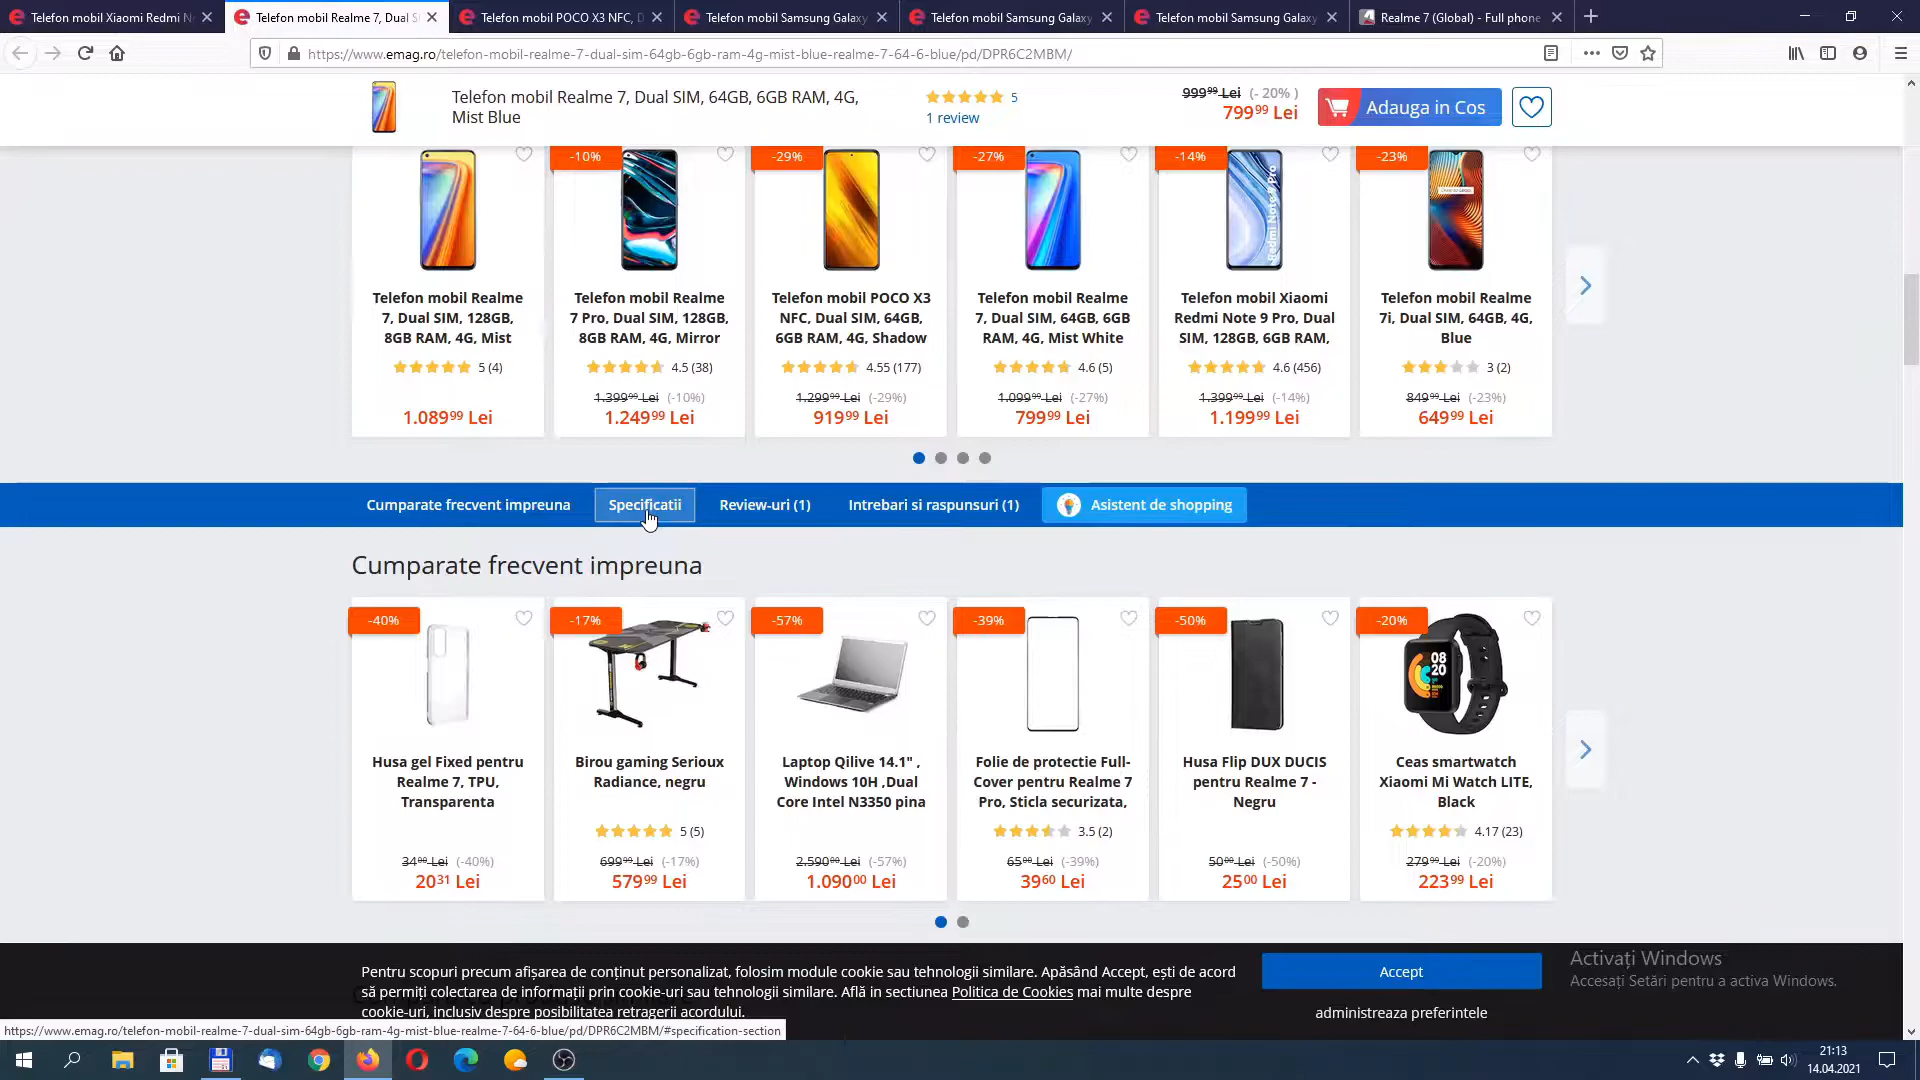 Telefon mobil Xiaomi Redmi N
Telefon mobil Realme 7, Dual S
Telefon mobil POCO X3 NFC, D
Telefon mobil Samsung Galaxy
Telefon mobil Samsung Galaxy
Telefon mobil Samsung Galaxy
Realme 7 (Global) - Full phone
https://www.emag.ro/telefon-mobil-realme-7-dual-sim-64gb-6gb-ram-4g-mist-blue-realme-7-64-6-blue/pd/DPR6C2MBM/
Telefon mobil Realme 7, Dual SIM, 64GB, 6GB RAM, 4G,
Mist Blue
5
1 review
999⁹⁹ Lei (- 20% )
799⁹⁹ Lei
Adauga in Cos
-10%
-29%
-27%
-14%
-23%
Redmi Note 9 Pro
Telefon mobil Realme
7, Dual SIM, 128GB,
8GB RAM, 4G, Mist
5 (4)
1.089⁹⁹ Lei
Telefon mobil Realme
7 Pro, Dual SIM, 128GB,
8GB RAM, 4G, Mirror
4.5 (38)
1.399⁹⁹ Lei (-10%)
1.249⁹⁹ Lei
Telefon mobil POCO X3
NFC, Dual SIM, 64GB,
6GB RAM, 4G, Shadow
4.55 (177)
1.299⁹⁹ Lei (-29%)
919⁹⁹ Lei
Telefon mobil Realme
7, Dual SIM, 64GB, 6GB
RAM, 4G, Mist White
4.6 (5)
1.099⁹⁹ Lei (-27%)
799⁹⁹ Lei
Telefon mobil Xiaomi
Redmi Note 9 Pro, Dual
SIM, 128GB, 6GB RAM,
4.6 (456)
1.399⁹⁹ Lei (-14%)
1.199⁹⁹ Lei
Telefon mobil Realme
7i, Dual SIM, 64GB, 4G,
Blue
3 (2)
849⁹⁹ Lei (-23%)
649⁹⁹ Lei
Cumparate frecvent impreuna
Specificatii
Review-uri (1)
Intrebari si raspunsuri (1)
Asistent de shopping
Cumparate frecvent impreuna
-40%
Husa gel Fixed pentru
Realme 7, TPU,
Transparenta
34⁰⁰ Lei (-40%)
20³¹ Lei
-17%
Birou gaming Serioux
Radiance, negru
5 (5)
699⁹⁹ Lei (-17%)
579⁹⁹ Lei
-57%
Laptop Qilive 14.1" ,
Windows 10H ,Dual
Core Intel N3350 pina
2.590⁰⁰ Lei (-57%)
1.090⁰⁰ Lei
-39%
Folie de protectie Full-
Cover pentru Realme 7
Pro, Sticla securizata,
3.5 (2)
65⁰⁰ Lei (-39%)
39⁶⁰ Lei
-50%
Husa Flip DUX DUCIS
pentru Realme 7 -
Negru
50⁰⁰ Lei (-50%)
25⁰⁰ Lei
-20%
08
20
Ceas smartwatch
Xiaomi Mi Watch LITE,
Black
4.17 (23)
279⁹⁹ Lei (-20%)
223⁹⁹ Lei
Pentru scopuri precum afișarea de conținut personalizat, folosim module cookie sau tehnologii similare. Apăsând Accept, ești de acord
să permiți colectarea de informații prin cookie-uri sau tehnologii similare. Află in sectiunea Politica de Cookies mai multe despre
cookie-uri, inclusiv despre posibilitatea retragerii acordului.
Accept
administreaza preferintele
Activați Windows
Accesați Setări pentru a activa Windows.
https://www.emag.ro/telefon-mobil-realme-7-dual-sim-64gb-6gb-ram-4g-mist-blue-realme-7-64-6-blue/pd/DPR6C2MBM/#specification-section
21:13
14.04.2021